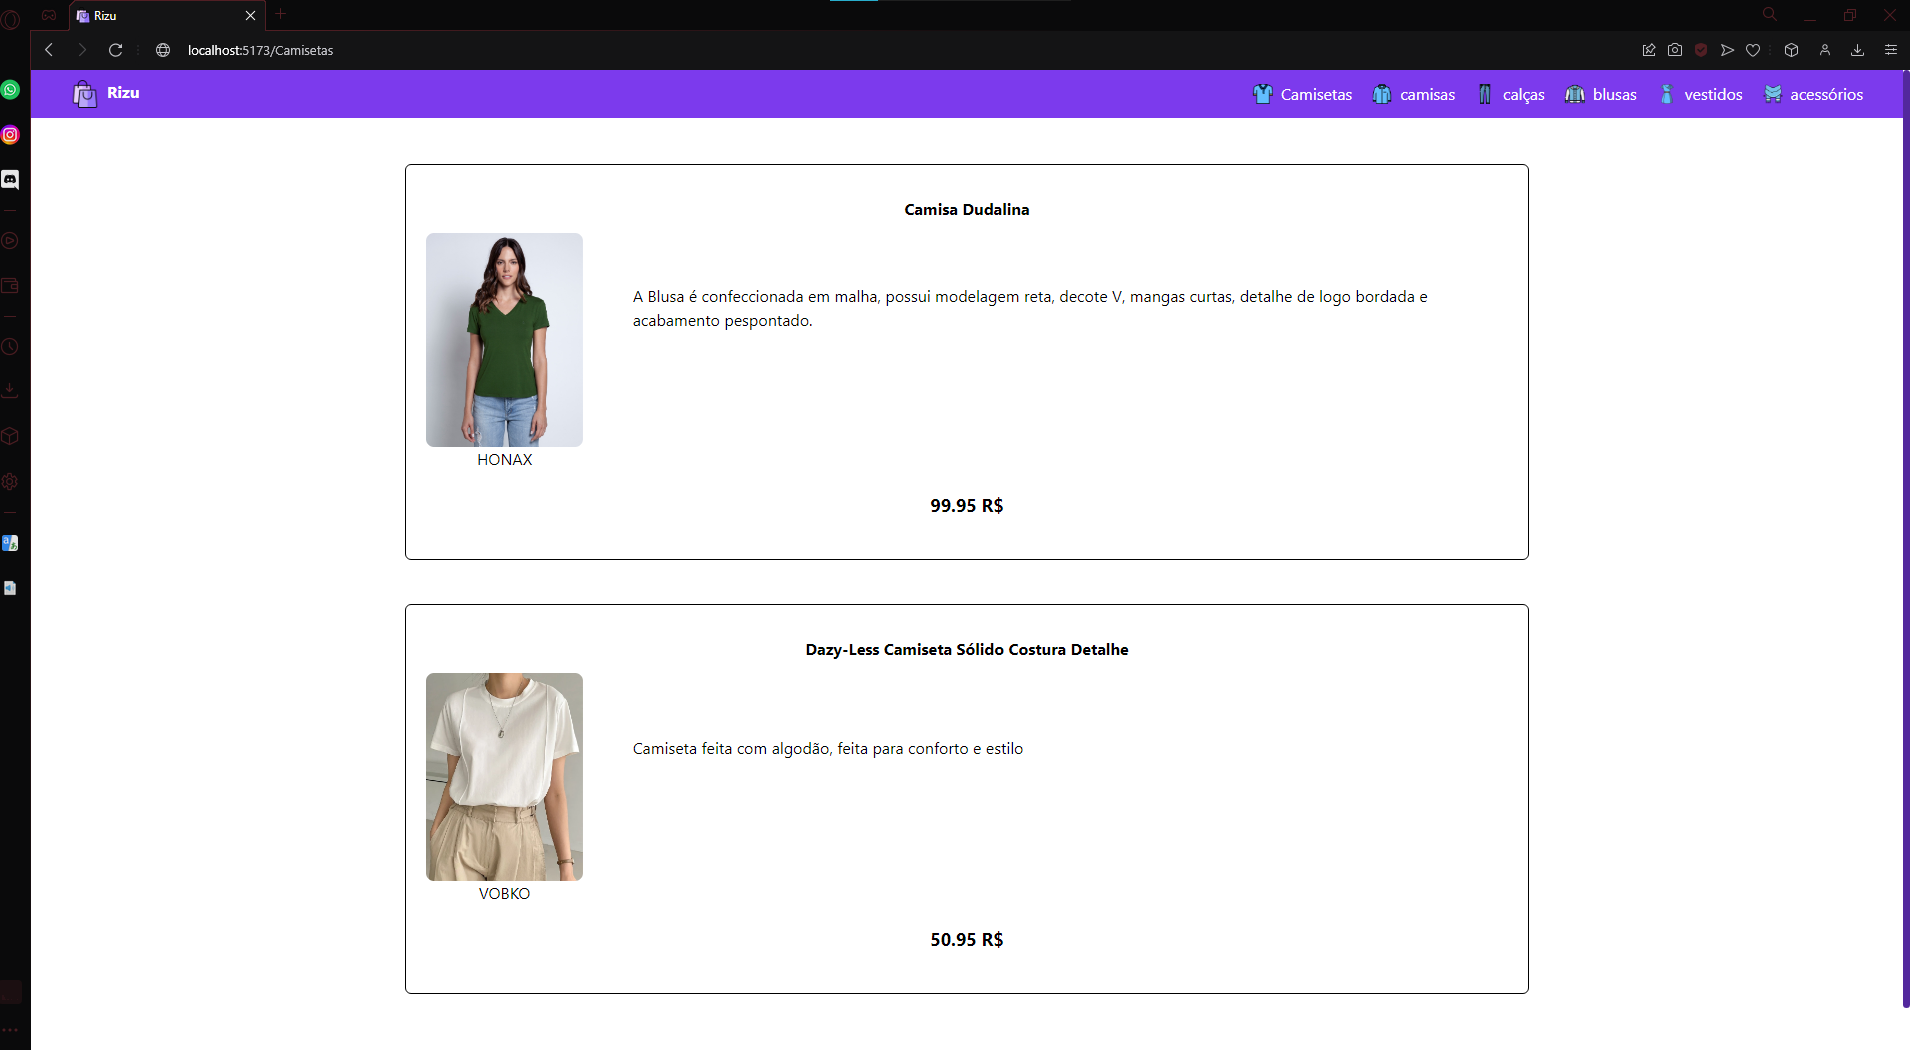 Rizu
localhost:5173/Camisetas
Rizu
Camisetas camisas calças blusas vestidos acessórios
Camisa Dudalina
A Blusa é confeccionada em malha, possui modelagem reta, decote V, mangas curtas, detalhe de logo bordada e
acabamento pespontado.
HONAX
99.95 R$
Dazy-Less Camiseta Sólido Costura Detalhe
Camiseta feita com algodão, feita para conforto e estilo
VOBKO
50.95 R$